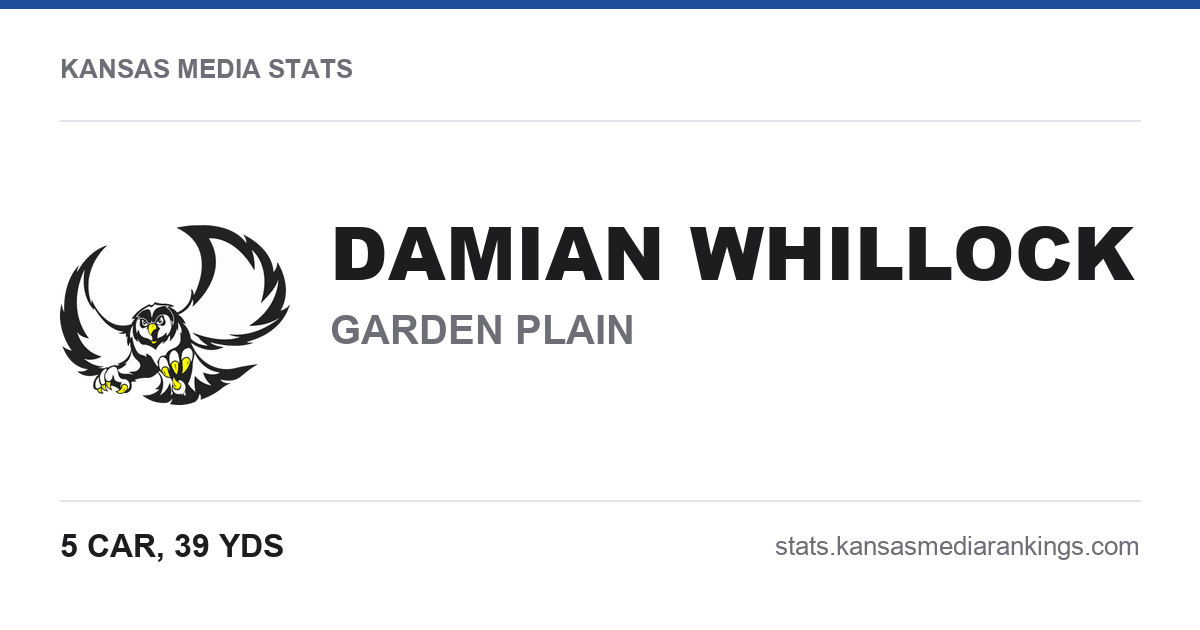 KANSAS MEDIA STATS
DAMIAN WHILLOCK
GARDEN PLAIN
5 CAR, 39 YDS
stats.kansasmediarankings.com